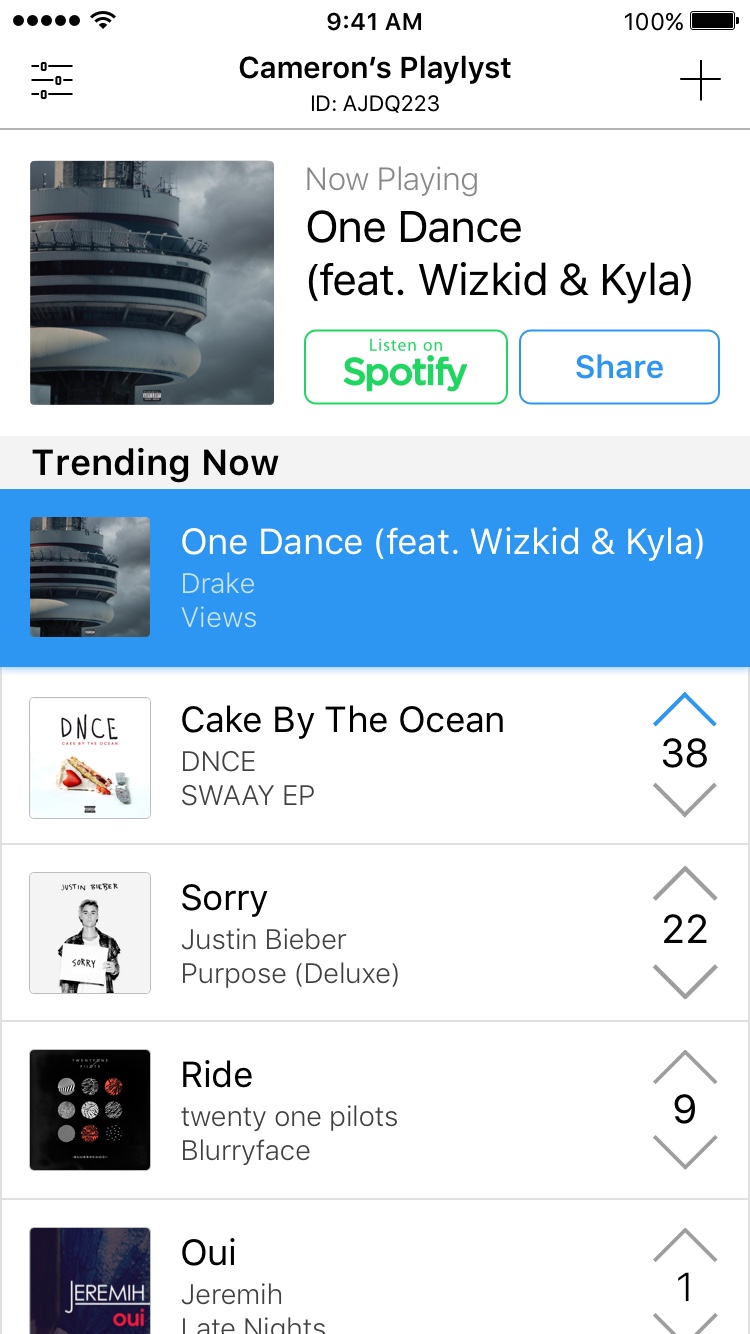 9:41 AM
100%
Cameron‘s Playlyst
ID: AJDQ223
Now Playing
One Dance
(feat. Wizkid & Kyla)
Listen on
Spotify
Share
Trending Now
One Dance (feat. Wizkid & Kyla)
Drake
Views
DNCE
CAKE BY THE OCEAN
Cake By The Ocean
DNCE
SWAAY EP
38
JUSTIN BIEBER
SORRY
Sorry
Justin Bieber
Purpose (Deluxe)
22
TWENTY ONE
PILOTS
BLURRYFACE
Ride
twenty one pilots
Blurryface
9
JEREMIH
oui
Oui
Jeremih
Late Nights
1